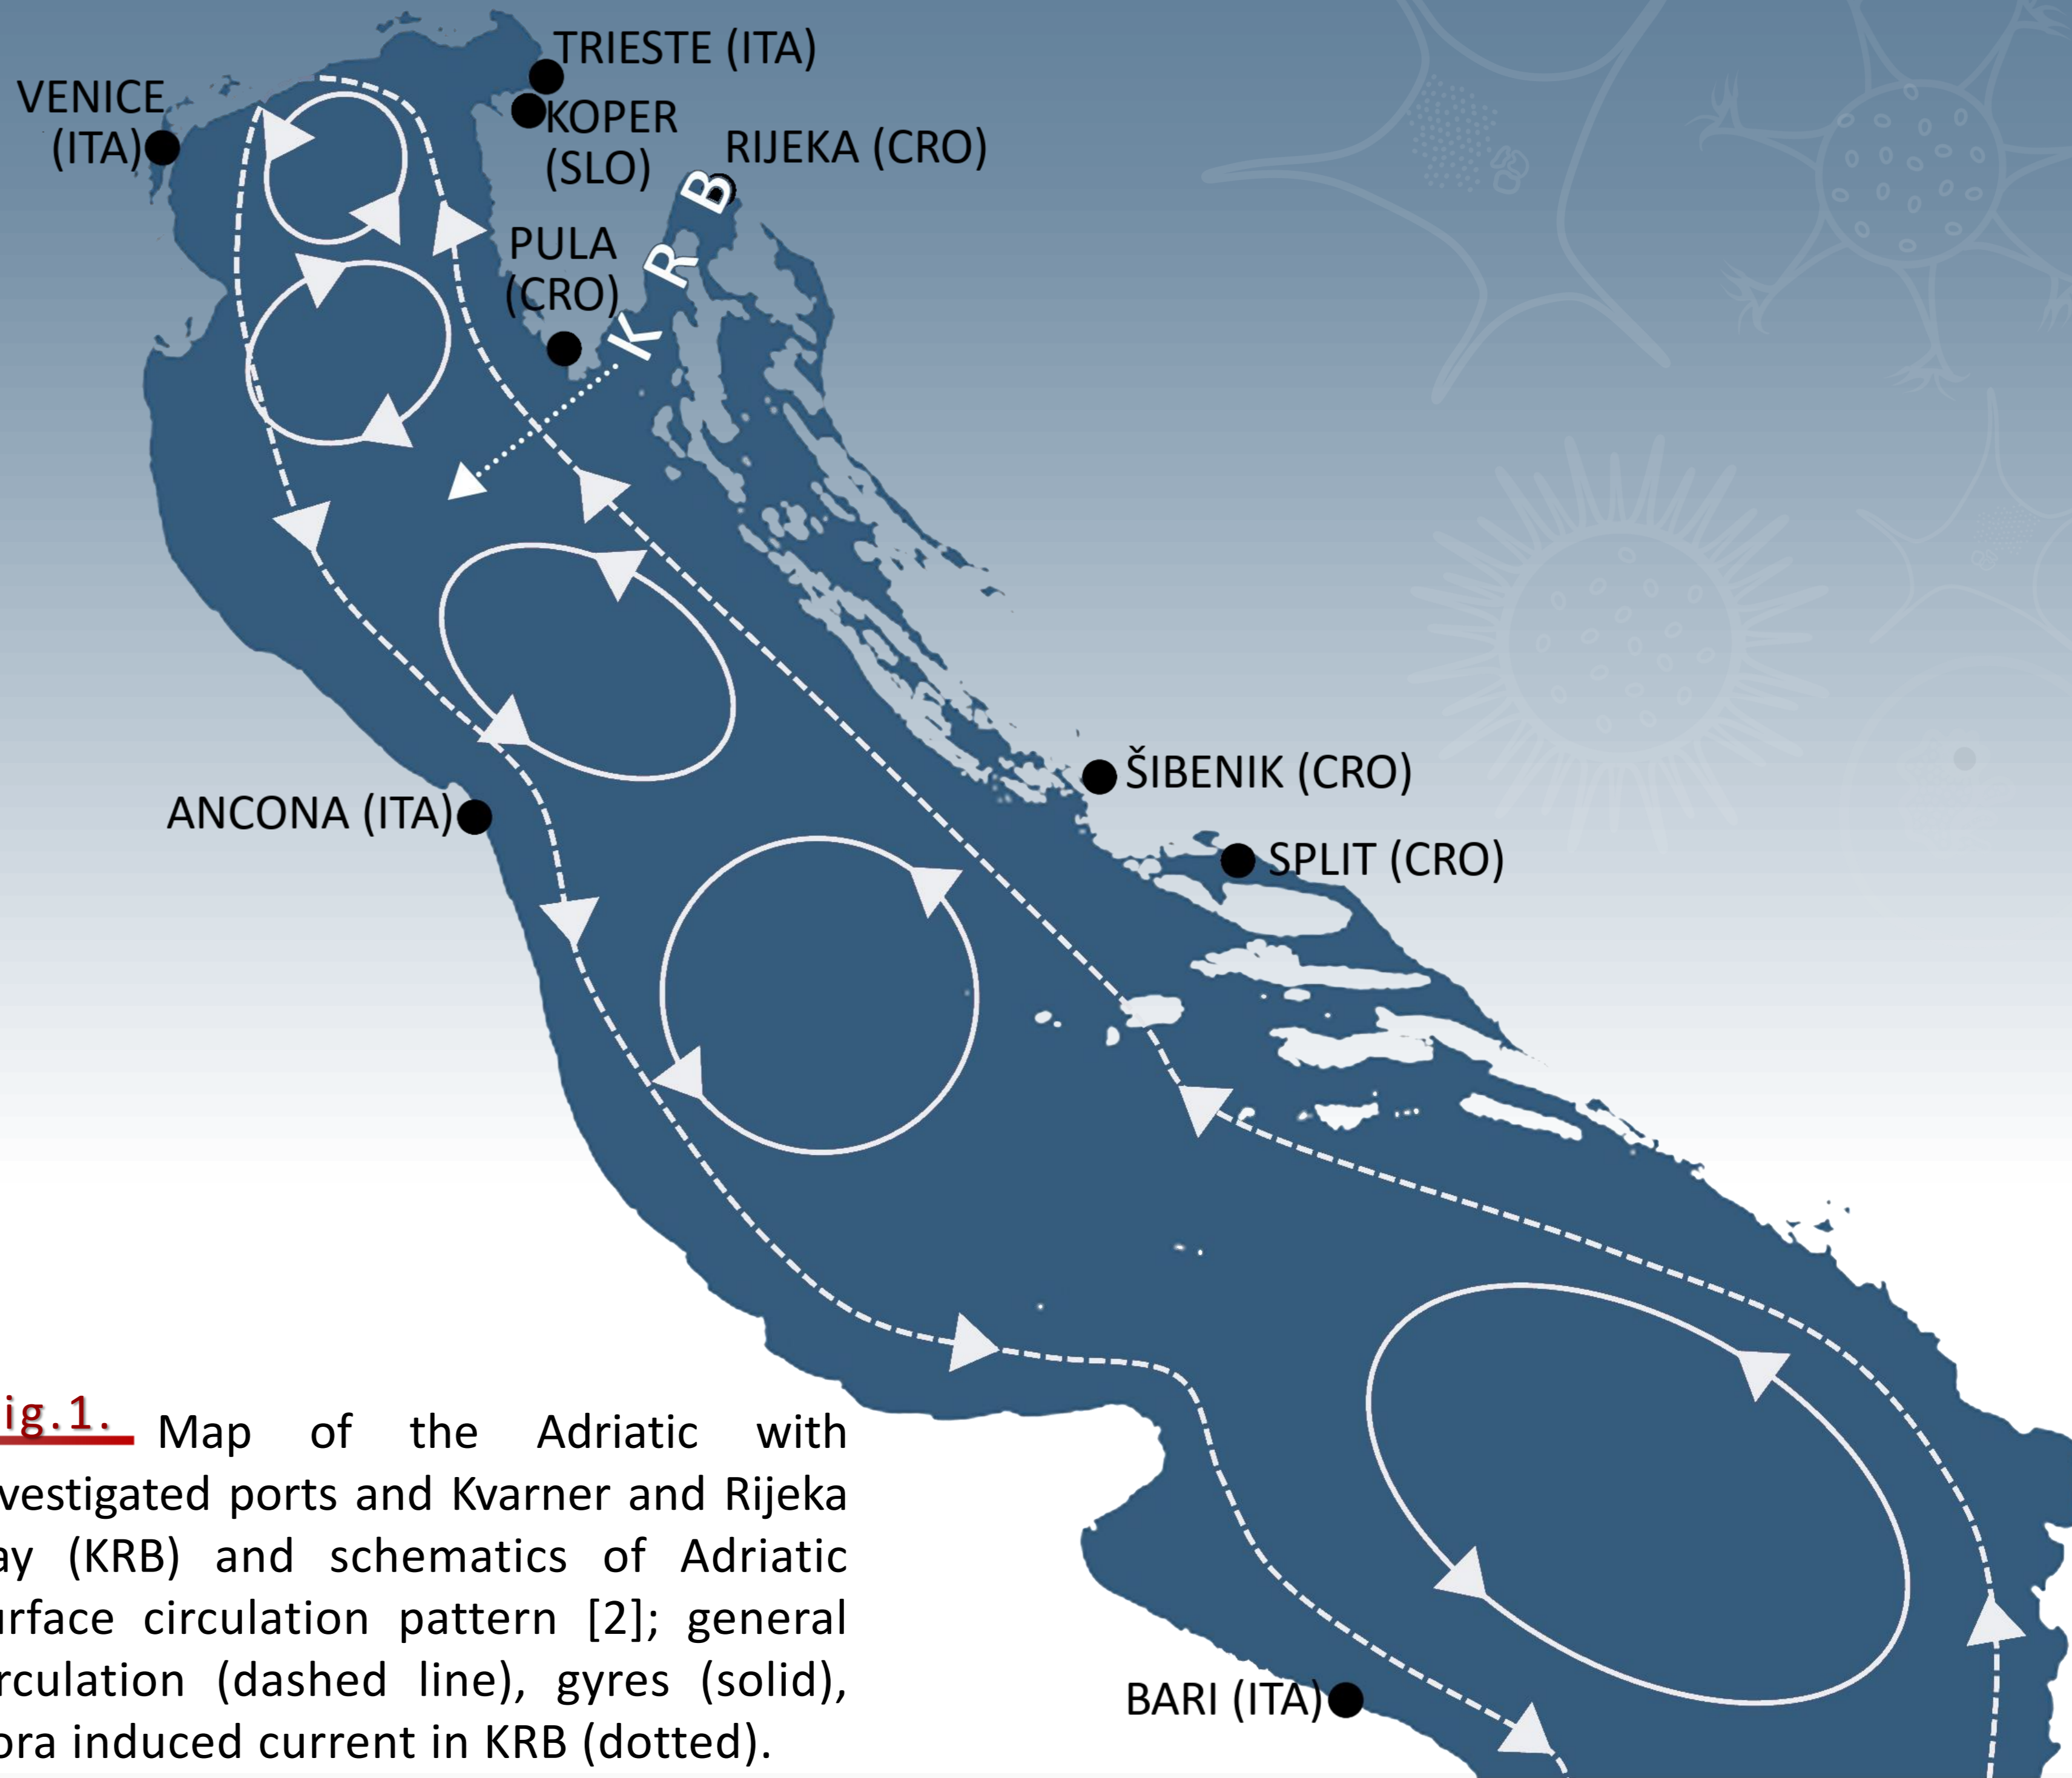 TRIESTE (ITA)
VENICE
(ITA)
KOPER
(SLO)
RIJEKA (CRO)
PULA
(CRO)
K R B
ŠIBENIK (CRO)
ANCONA (ITA)
SPLIT (CRO)
BARI (ITA)
ig.1. Map of the Adriatic with
vestigated ports and Kvarner and Rijeka
ay (KRB) and schematics of Adriatic
urface circulation pattern [2]; general
rculation (dashed line), gyres (solid),
ora induced current in KRB (dotted).